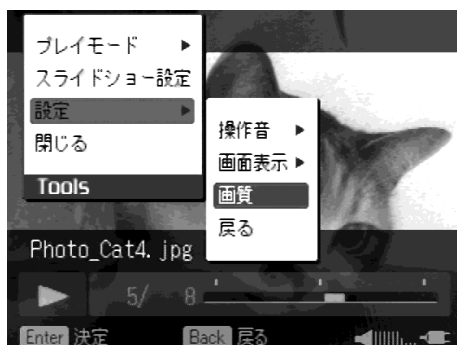 プレイモード ▶
スライドショー設定
設定 ▶
閉じる
Tools
操作音 ▶
画面表示 ▶
画質
戻る
Photo_Cat4.jpg
5/ 8
Enter 決定 Back 戻る